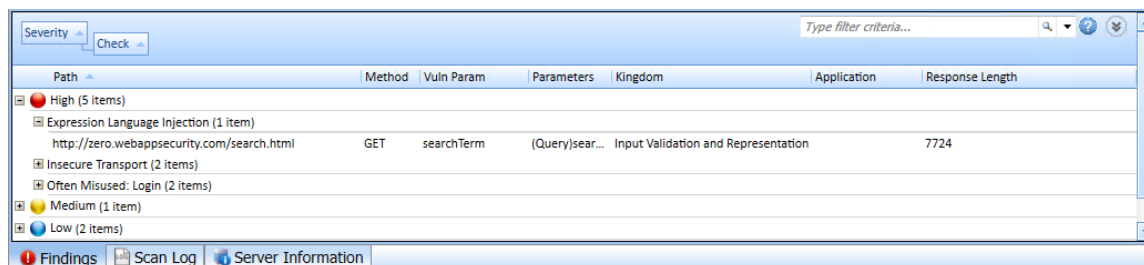 Severity
Check
Type filter criteria...
Path Method Vuln Param Parameters Kingdom Application Response Length
High (5 items)
Expression Language Injection (1 item)
http://zero.webappsecurity.com/search.html GET searchTerm (Query)sear... Input Validation and Representation 7724
Insecure Transport (2 items)
Often Misused: Login (2 items)
Medium (1 item)
Low (2 items)
Findings Scan Log Server Information